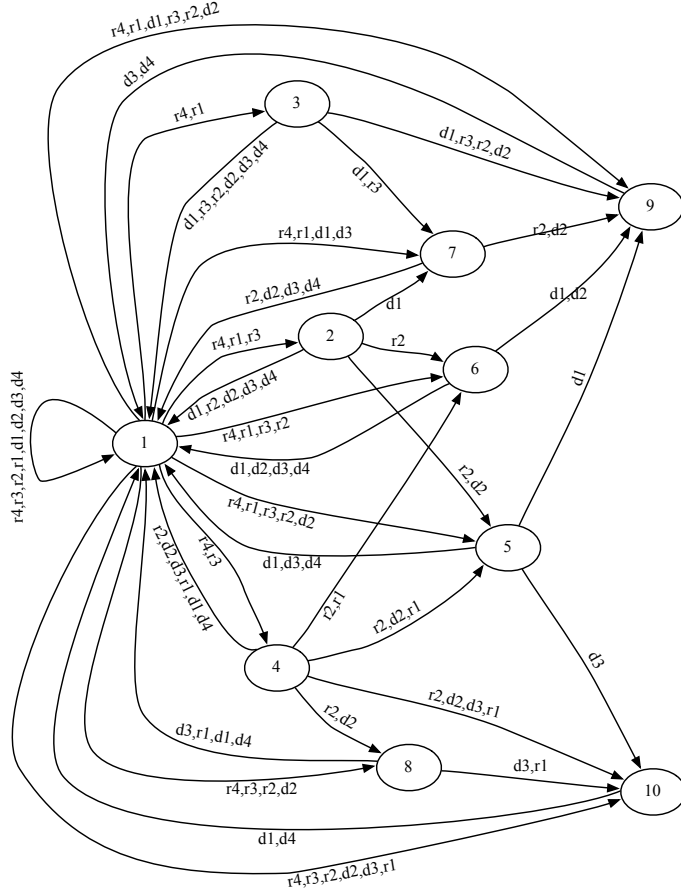 r4,r1,d1,r3,r2,d2
d3,d4
r4,r1
3
d1,r3,r2,d2
d1,r3,r2,d2,d3,d4
d1,r3
9
r4,r1,d1,d3
7
r2,d2
r2,d2,d3,d4
d1
d1,d2
r4,r1,r3
2
r2
6
d1,r2,d2,d3,d4
d1
r4,r3,r2,r1,d1,d2,d3,d4
1
r4,r1,r3,r2
d1,d2,d3,d4
r2,d2
r4,r1,r3,r2,d2
5
d1,d3,d4
r4,r3
r2,d2,d3,r1,d1,d4
r2,r1
r2,d2,r1
4
d3
r2,d2,d3,r1
r2,d2
d3,r1,d1,d4
8
d3,r1
r4,r3,r2,d2
10
d1,d4
r4,r3,r2,d2,d3,r1